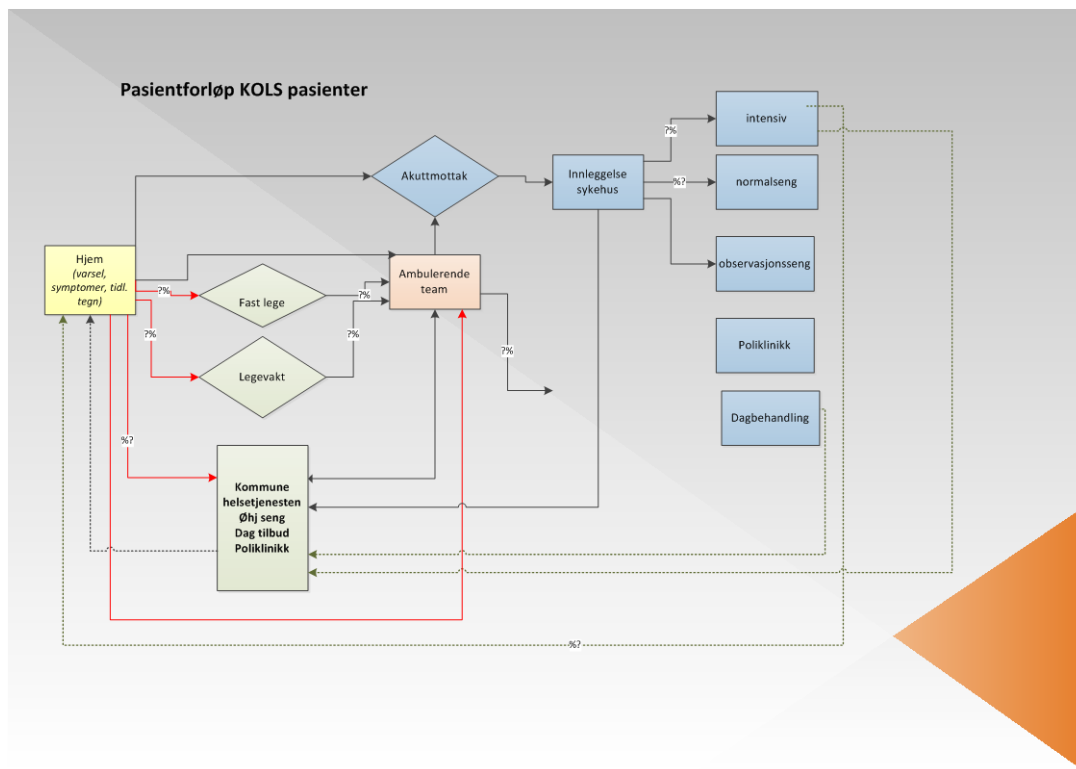 Pasientforløp KOLS pasienter
intensiv
?%
Akuttmottak
Innleggelse
sykehus
%?
normalseng
Hjem
(varsel,
symptomer, tidl.
tegn)
Ambulerende
team
observasjonsseng
?%
Fast lege
?%
?%
?%
Legevakt
?%
Poliklinikk
Dagbehandling
%?
Kommune
helsetjenesten
Øhj seng
Dag tilbud
Poliklinikk
%?